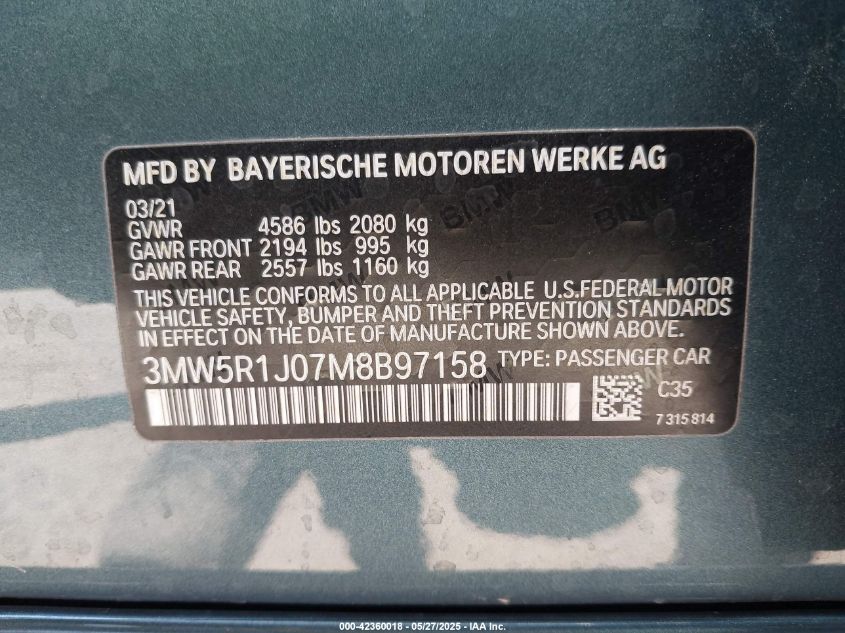 MFD BY BAYERISCHE MOTOREN WERKE AG
03/21
GVWR 4586 lbs 2080 kg
GAWR FRONT 2194 lbs 995 kg
GAWR REAR 2557 lbs 1160 kg
THIS VEHICLE CONFORMS TO ALL APPLICABLE U.S.FEDERAL MOTOR
VEHICLE SAFETY, BUMPER AND THEFT PREVENTION STANDARDS
IN EFFECT ON THE DATE OF MANUFACTURE SHOWN ABOVE.
3MW5R1J07M8B97158 TYPE: PASSENGER CAR
C35
7 315 814
000-42360018 - 05/27/2025 - IAA Inc.